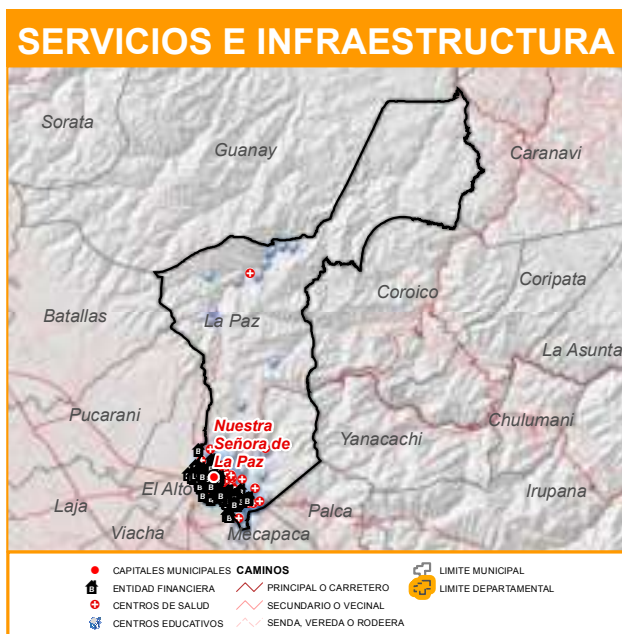 SERVICIOS E INFRAESTRUCTURA
Sorata
Guanay
Caranavi
Coripata
Coroico
Batallas
La Paz
La Asunta
Pucarani
Chulumani
Nuestra
Señora de
La Paz
Yanacachi
El Alto
Irupana
Laja
Palca
Viacha
Mecapaca
CAPITALES MUNICIPALES
ENTIDAD FINANCIERA
CENTROS DE SALUD
CENTROS EDUCATIVOS
CAMINOS
PRINCIPAL O CARRETERO
SECUNDARIO O VECINAL
SENDA, VEREDA O RODEERA
LIMITE MUNICIPAL
LIMITE DEPARTAMENTAL